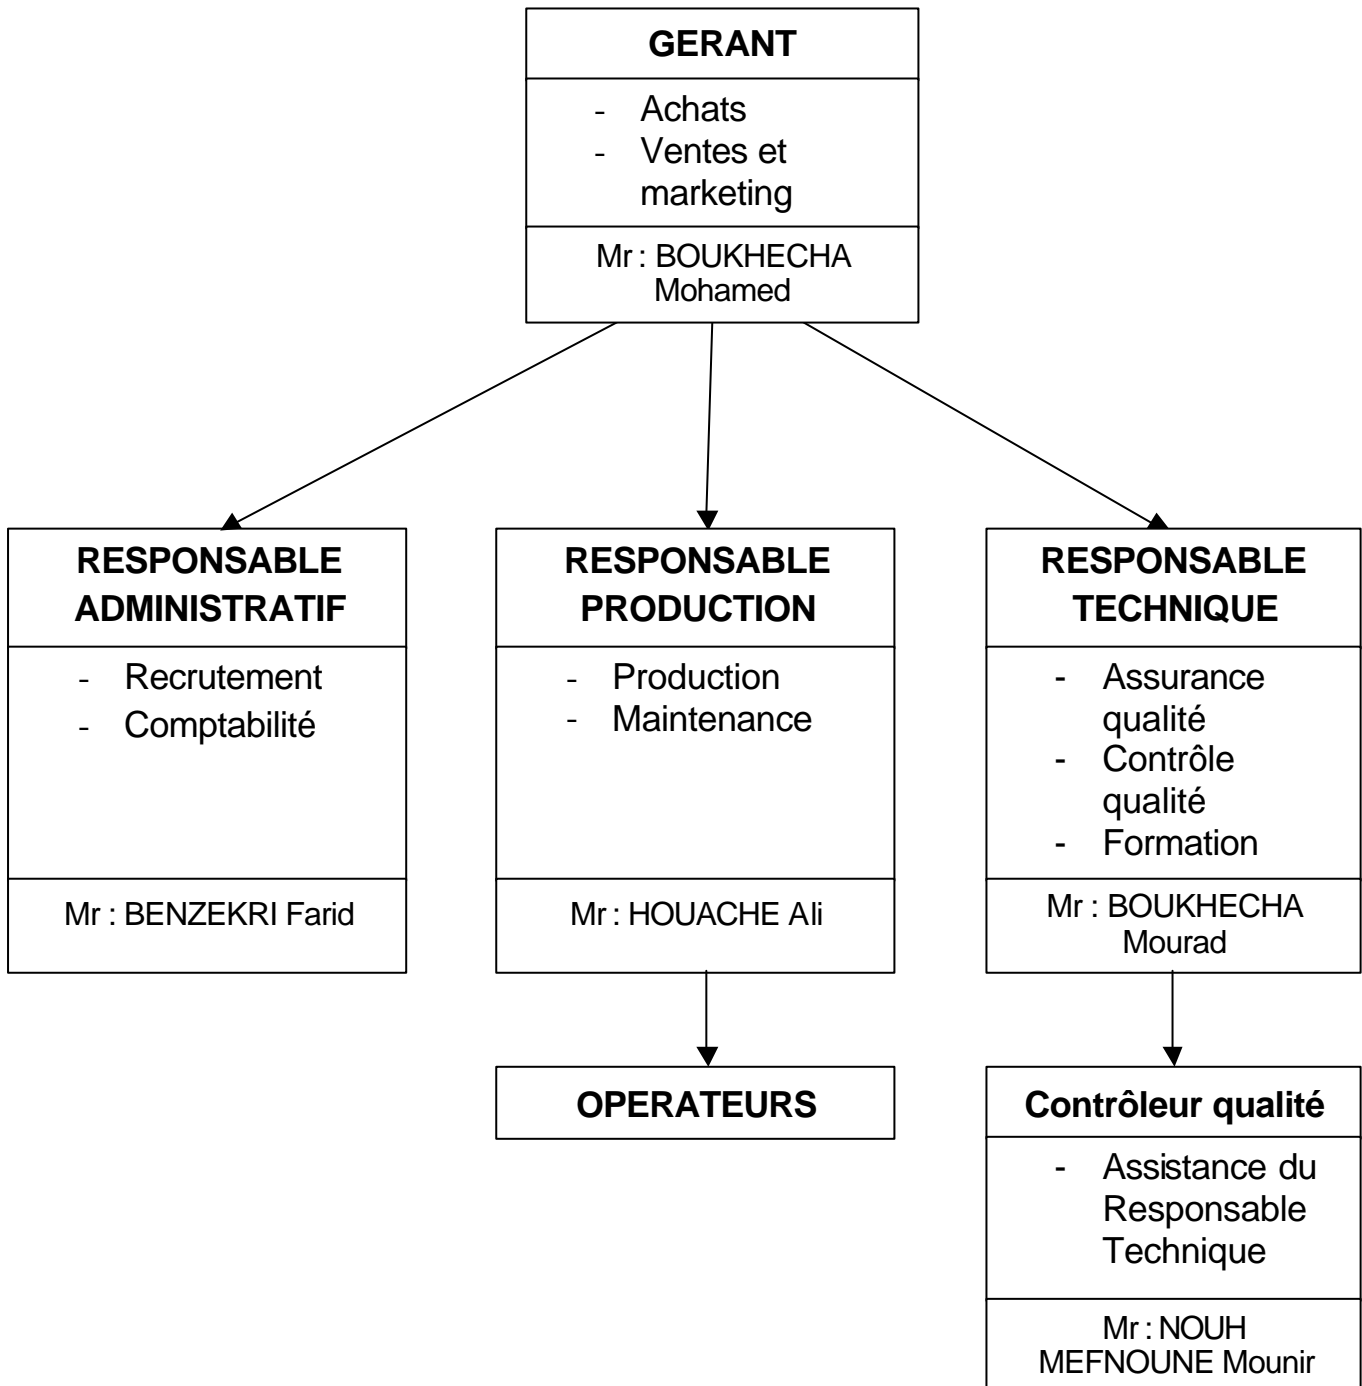 GERANT
- Achats
- Ventes et
marketing
Mr : BOUKHECHA
Mohamed
RESPONSABLE
ADMINISTRATIF
- Recrutement
- Comptabilité
Mr : BENZEKRI Farid
RESPONSABLE
PRODUCTION
- Production
- Maintenance
Mr : HOUACHE Ali
RESPONSABLE
TECHNIQUE
- Assurance
qualité
- Contrôle
qualité
- Formation
Mr : BOUKHECHA
Mourad
OPERATEURS
Contrôleur qualité
- Assistance du
Responsable
Technique
Mr : NOUH
MEFNOUNE Mounir